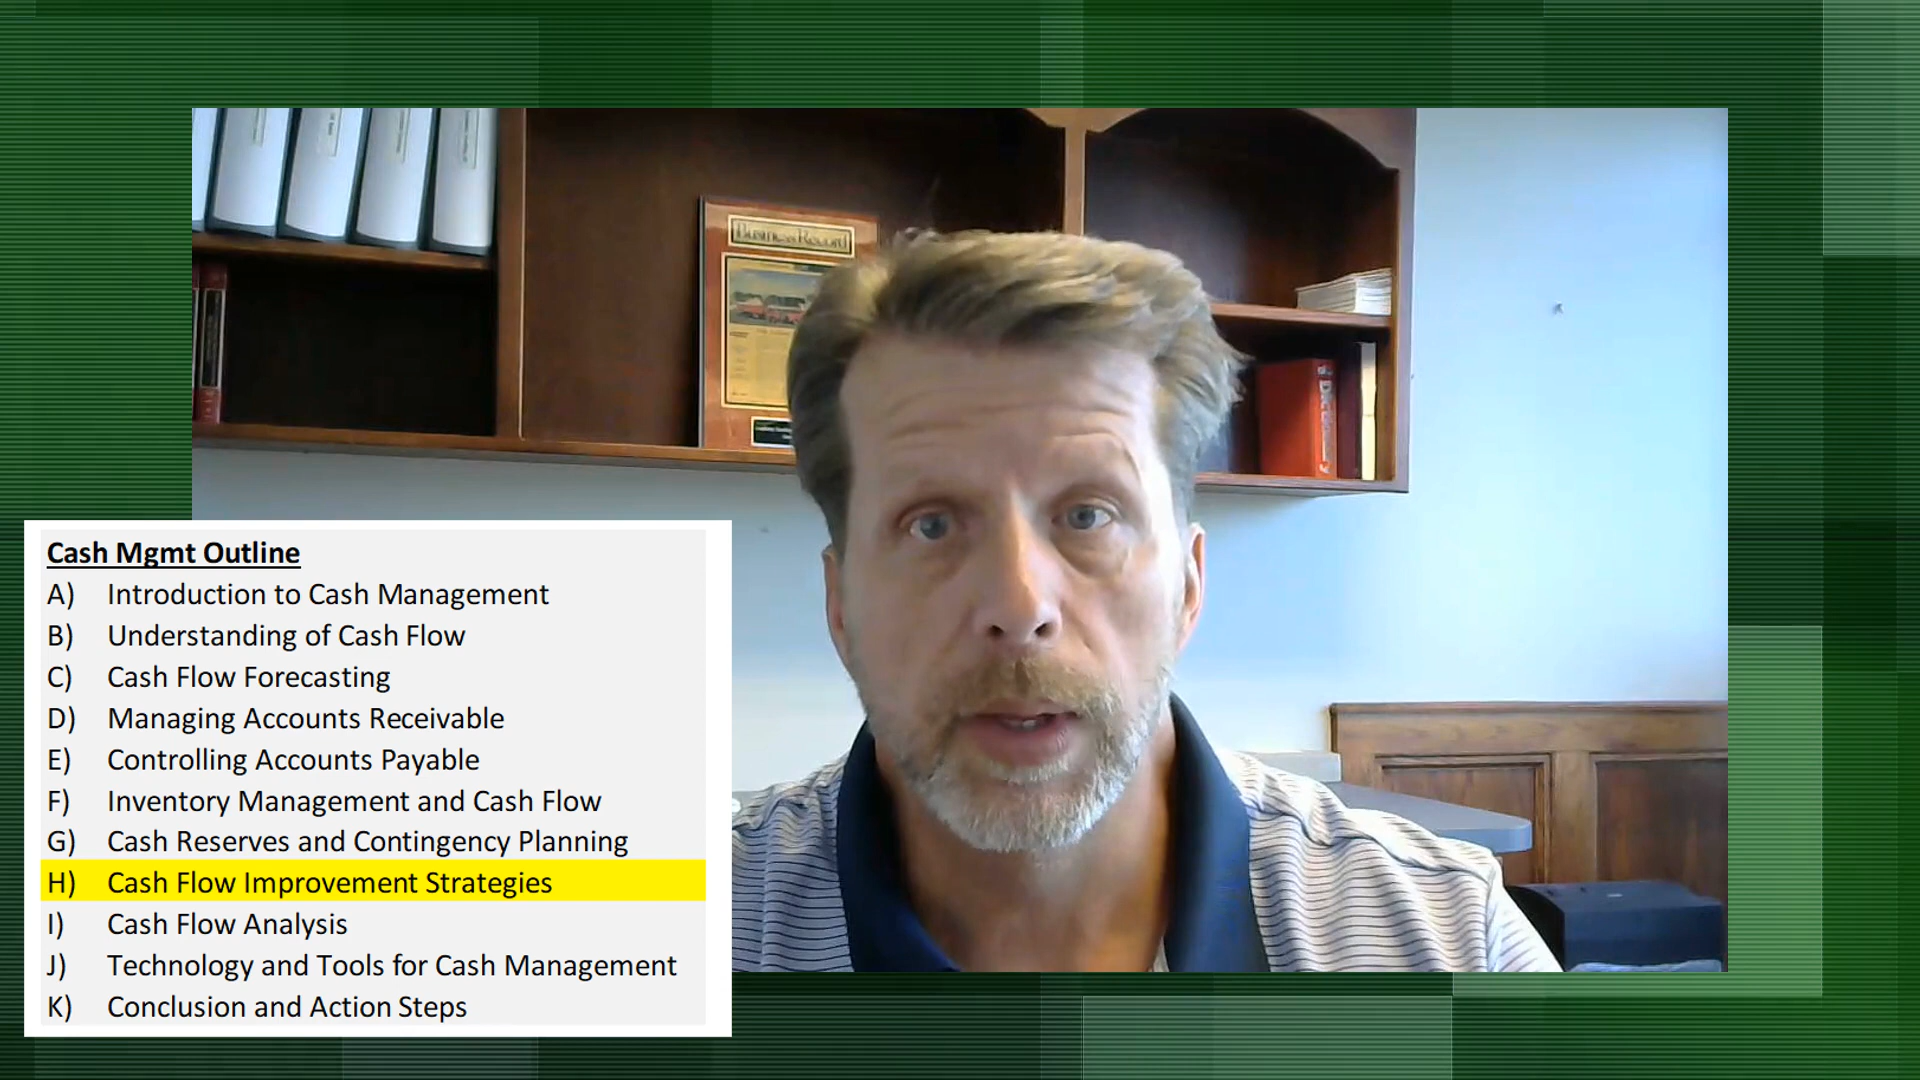 Business Record
Dictionary
Cash Mgmt Outline
A) Introduction to Cash Management
B) Understanding of Cash Flow
C) Cash Flow Forecasting
D) Managing Accounts Receivable
E) Controlling Accounts Payable
F) Inventory Management and Cash Flow
G) Cash Reserves and Contingency Planning
H) Cash Flow Improvement Strategies
I) Cash Flow Analysis
J) Technology and Tools for Cash Management
K) Conclusion and Action Steps